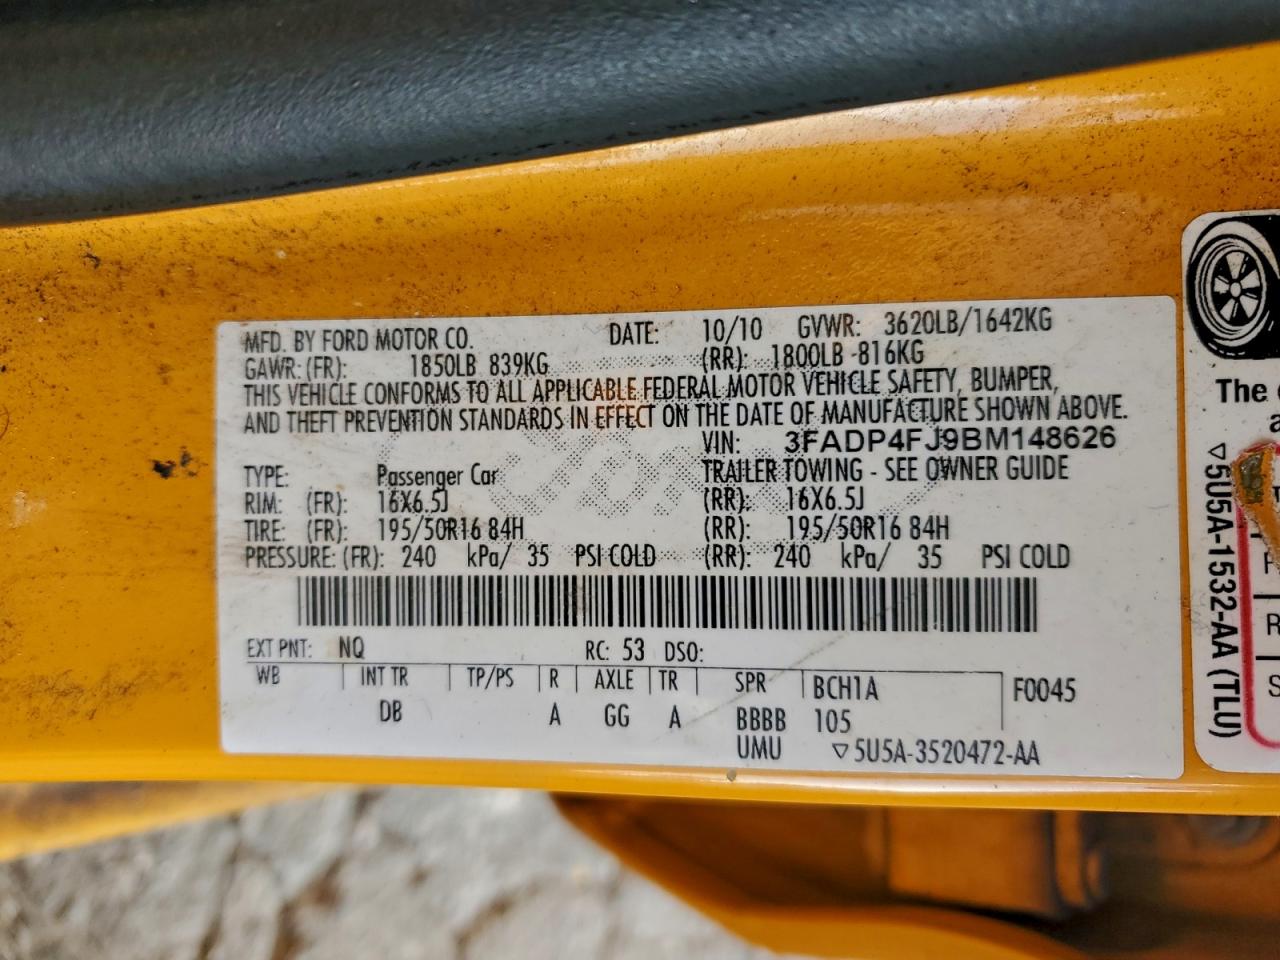 MFD. BY FORD MOTOR CO. DATE: 10/10 GVWR: 3620LB/1642KG
GAWR: (FR): 1850LB 839KG (RR): 1800LB -816KG
THIS VEHICLE CONFORMS TO ALL APPLICABLE FEDERAL MOTOR VEHICLE SAFETY, BUMPER,
AND THEFT PREVENTION STANDARDS IN EFFECT ON THE DATE OF MANUFACTURE SHOWN ABOVE.
VIN: 3FADP4FJ9BM148626
TYPE: Passenger Car TRAILER TOWING - SEE OWNER GUIDE
RIM: (FR): 16X6.5J (RR): 16X6.5J
TIRE: (FR): 195/50R16 84H (RR): 195/50R16 84H
PRESSURE: (FR): 240 kPa/ 35 PSI COLD (RR): 240 kPa/ 35 PSI COLD
EXT PNT: NQ RC: 53 DSO:
WB INT TR TP/PS R AXLE TR SPR BCH1A F0045
DB A GG A BBBB 105
UMU ▽5U5A-3520472-AA
The
▽5U5A-1532-AA (TLU)
R
S